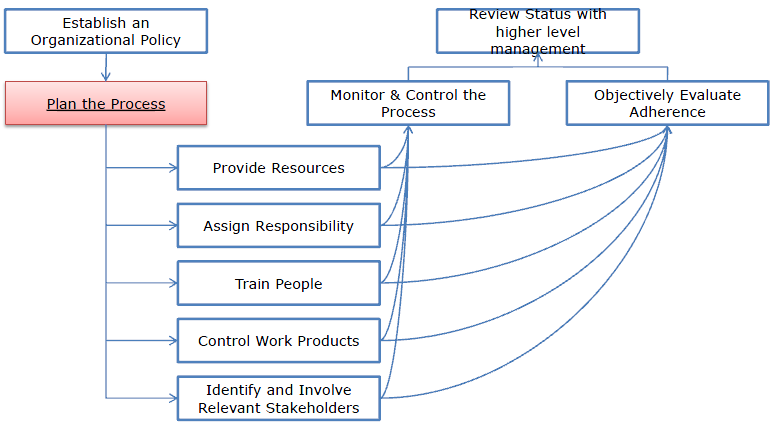 Establish an
Organizational Policy
Review Status with
higher level
management
Plan the Process
Monitor & Control the
Process
Objectively Evaluate
Adherence
Provide Resources
Assign Responsibility
Train People
Control Work Products
Identify and Involve
Relevant Stakeholders